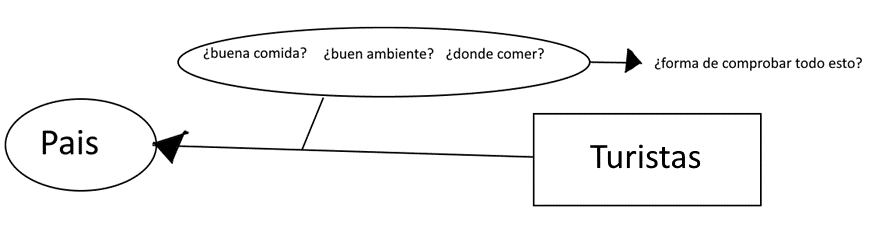 ¿buena comida? ¿buen ambiente? ¿donde comer?
¿forma de comprobar todo esto?
Pais
Turistas